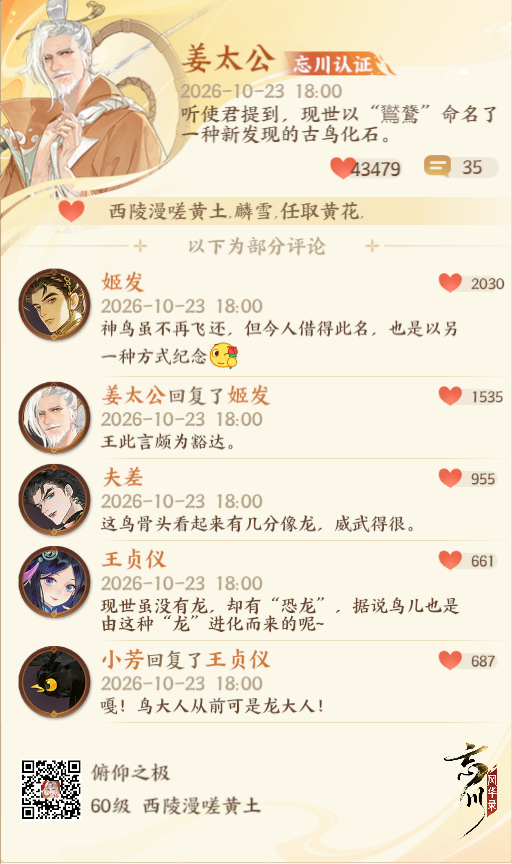 姜太公 忘川认证
2026-10-23 18:00
听使君提到，现世以“鸑鷟”命名了
一种新发现的古鸟化石。
43479 35
西陵漫嗟黄土,麟雪,任取黄花,
以下为部分评论
姬发 2030
2026-10-23 18:00
神鸟虽不再飞还，但今人借得此名，也是以另
一种方式纪念
姜太公回复了姬发 1535
2026-10-23 18:00
王此言颇为豁达。
夫差 955
2026-10-23 18:00
这鸟骨头看起来有几分像龙，威武得很。
王贞仪 661
2026-10-23 18:00
现世虽没有龙，却有“恐龙”，据说鸟儿也是
由这种“龙”进化而来的呢~
小芳回复了王贞仪 687
2026-10-23 18:00
嘎！鸟大人从前可是龙大人！
俯仰之极
60级 西陵漫嗟黄土
忘川
风华录